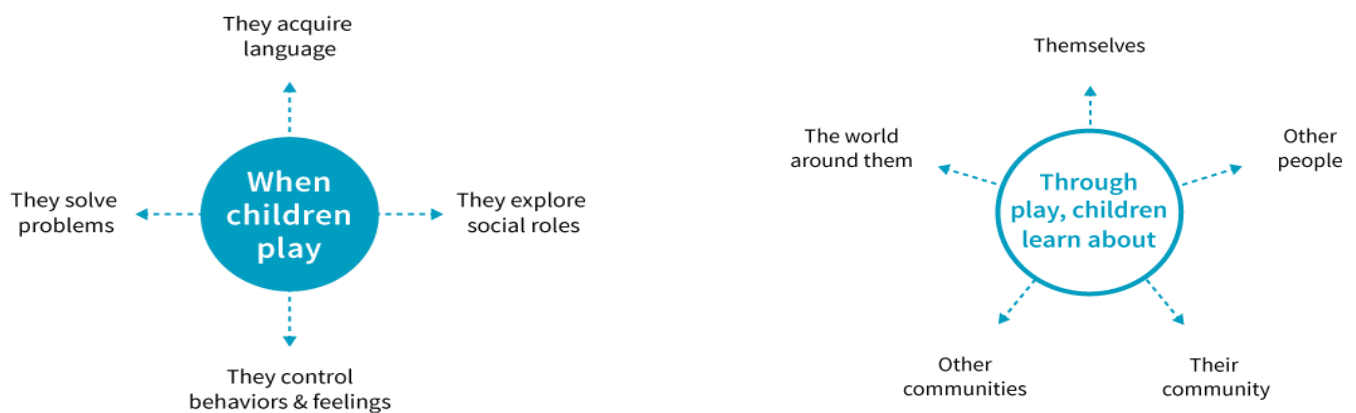 They acquire
language
They solve
problems
When
children
play
They explore
social roles
They control
behaviors & feelings
Themselves
The world
around them
Other
people
Through
play, children
learn about
Other
communities
Their
community